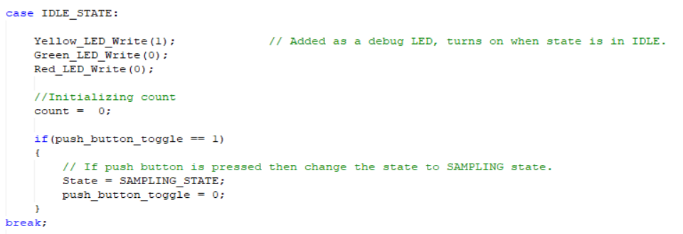 case IDLE_STATE:
Yellow_LED_Write(1); // Added as a debug LED, turns on when state is in IDLE.
Green_LED_Write(0);
Red_LED_Write(0);
//Initializing count
count = 0;
if(push_button_toggle == 1)
{
// If push button is pressed then change the state to SAMPLING state.
State = SAMPLING_STATE;
push_button_toggle = 0;
}
break;